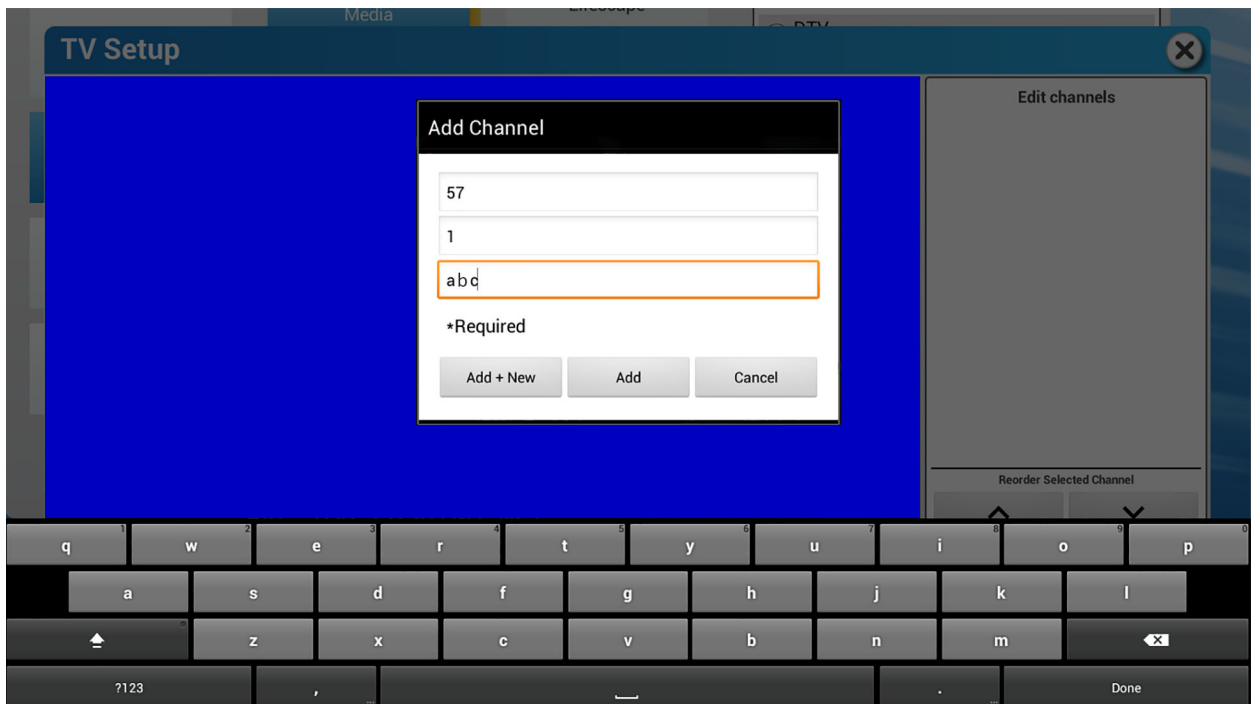 Media
DTV
TV Setup
Edit channels
Add Channel
57
1
abc
*Required
Add + New Add Cancel
Reorder Selected Channel
1 2 3 4 5 6 7 8 9 0
q w e r t y u i o p
a s d f g h j k l
z x c v b n m
?123 , . Done